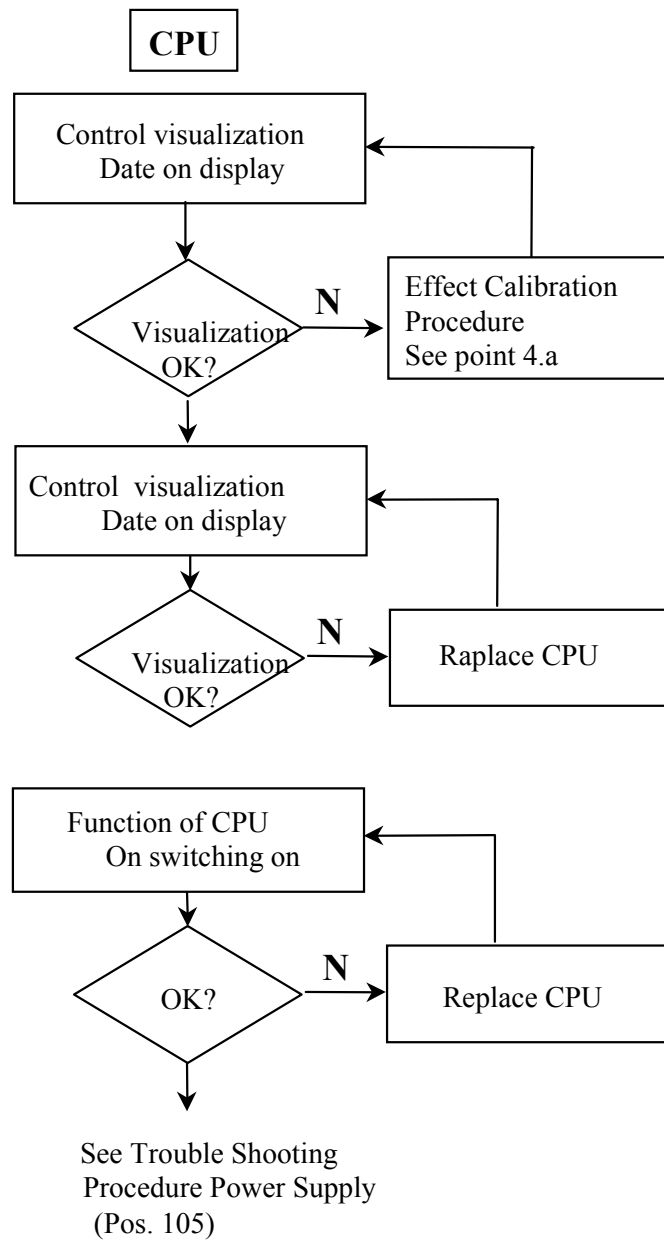 CPU
Control visualization
Date on display
Visualization
OK?
N
Effect Calibration
Procedure
See point 4.a
Control visualization
Date on display
Visualization
OK?
N
Raplace CPU
Function of CPU
On switching on
OK?
N
Replace CPU
See Trouble Shooting
Procedure Power Supply
(Pos. 105)